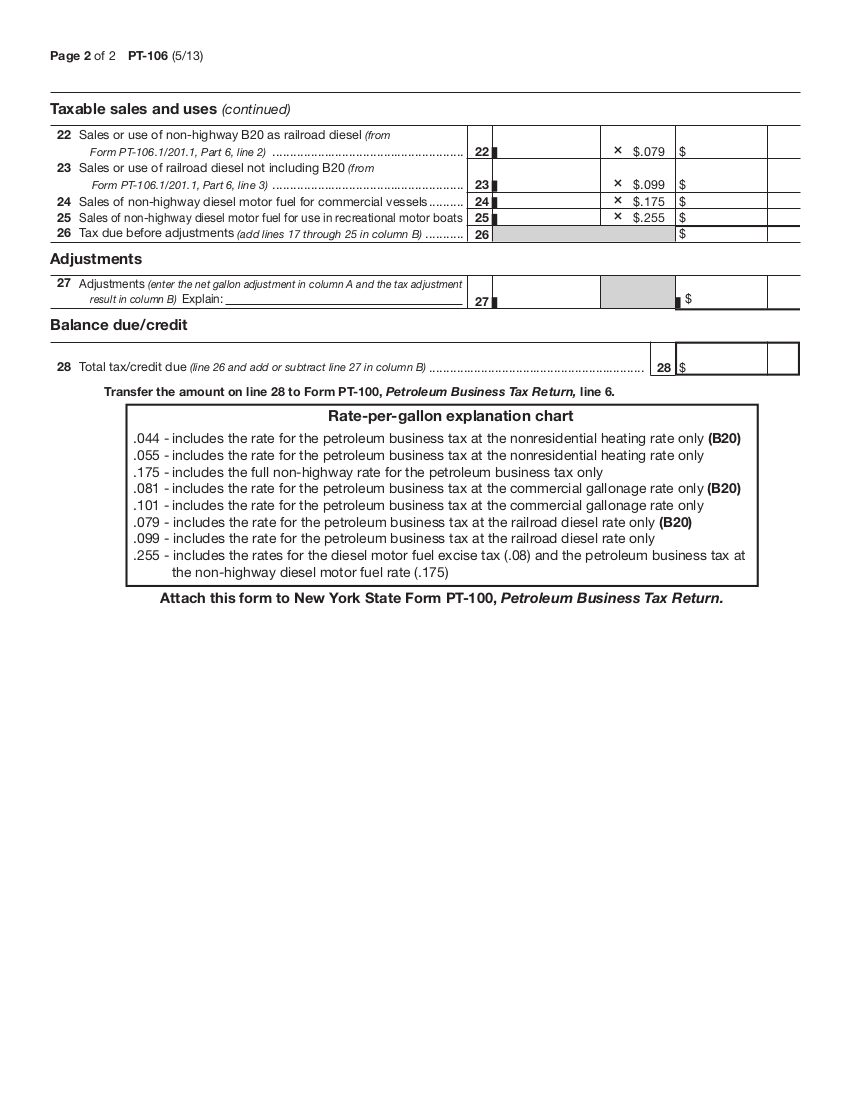 Page 2 of 2 PT-106 (5/13)
Taxable sales and uses (continued)
22 Sales or use of non-highway B20 as railroad diesel (from
Form PT-106.1/201.1, Part 6, line 2) ......................................................... 22 × $.079 $
23 Sales or use of railroad diesel not including B20 (from
Form PT-106.1/201.1, Part 6, line 3) ......................................................... 23 × $.099 $
24 Sales of non-highway diesel motor fuel for commercial vessels.......... 24 × $.175 $
25 Sales of non-highway diesel motor fuel for use in recreational motor boats 25 × $.255 $
26 Tax due before adjustments (add lines 17 through 25 in column B) ........... 26 $
Adjustments
27 Adjustments (enter the net gallon adjustment in column A and the tax adjustment
result in column B) Explain: 27 $
Balance due/credit
28 Total tax/credit due (line 26 and add or subtract line 27 in column B) ................................................................ 28 $
Transfer the amount on line 28 to Form PT-100, Petroleum Business Tax Return, line 6.
Rate-per-gallon explanation chart
.044 - includes the rate for the petroleum business tax at the nonresidential heating rate only (B20)
.055 - includes the rate for the petroleum business tax at the nonresidential heating rate only
.175 - includes the full non-highway rate for the petroleum business tax only
.081 - includes the rate for the petroleum business tax at the commercial gallonage rate only (B20)
.101 - includes the rate for the petroleum business tax at the commercial gallonage rate only
.079 - includes the rate for the petroleum business tax at the railroad diesel rate only (B20)
.099 - includes the rate for the petroleum business tax at the railroad diesel rate only
.255 - includes the rates for the diesel motor fuel excise tax (.08) and the petroleum business tax at
the non-highway diesel motor fuel rate (.175)
Attach this form to New York State Form PT-100, Petroleum Business Tax Return.